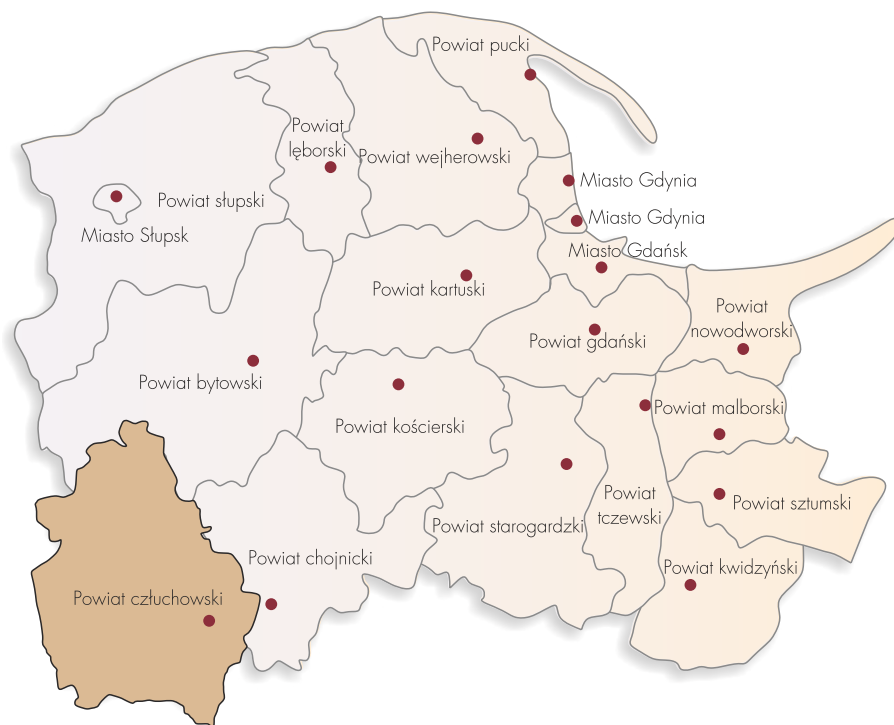 Powiat pucki
Powiat
lęborski
Powiat wejherowski
Miasto Gdynia
Powiat słupski
Miasto Gdynia
Miasto Słupsk
Miasto Gdańsk
Powiat kartuski
Powiat
nowodworski
Powiat gdański
Powiat bytowski
Powiat malborski
Powiat kościerski
Powiat
tczewski
Powiat sztumski
Powiat starogardzki
Powiat chojnicki
Powiat kwidzyński
Powiat człuchowski